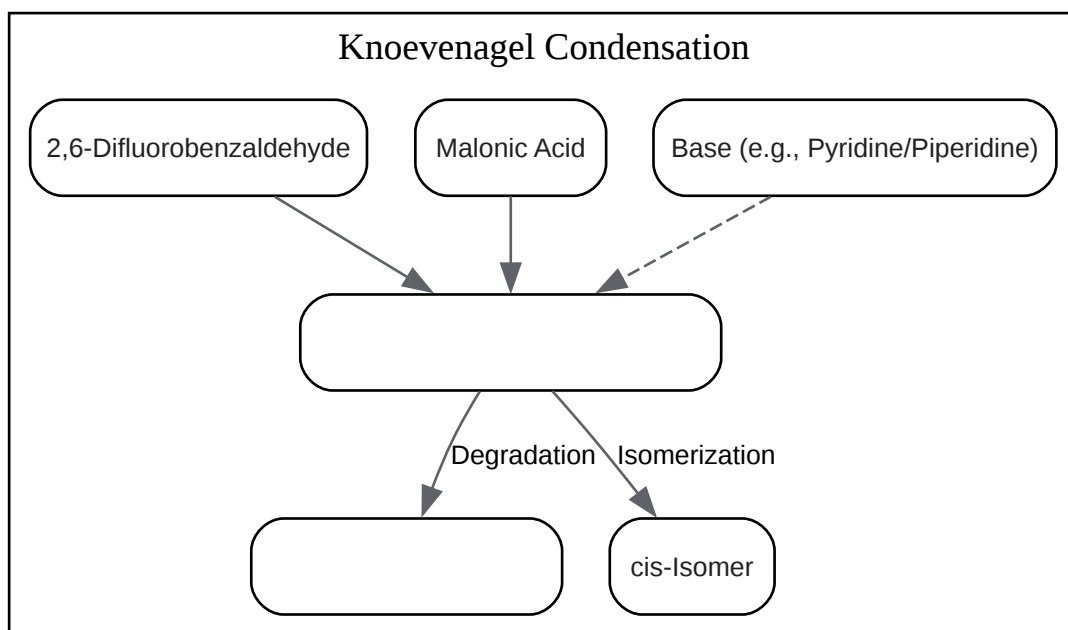 Knoevenagel Condensation
2,6-Difluorobenzaldehyde
Malonic Acid
Base (e.g., Pyridine/Piperidine)
Degradation
Isomerization
cis-Isomer